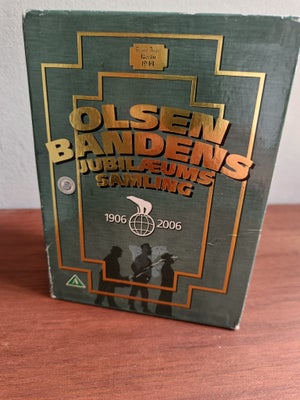 OLSEN
BANDENS
JUBILÆUMS
SAMLING
1906 2006
A